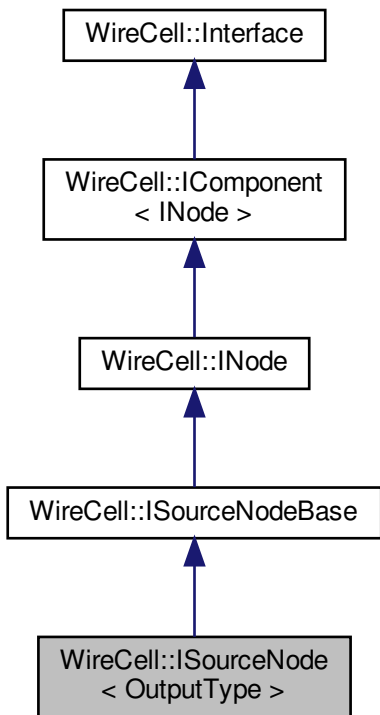 WireCell::Interface
WireCell::IComponent
< INode >
WireCell::INode
WireCell::ISourceNodeBase
WireCell::ISourceNode
< OutputType >